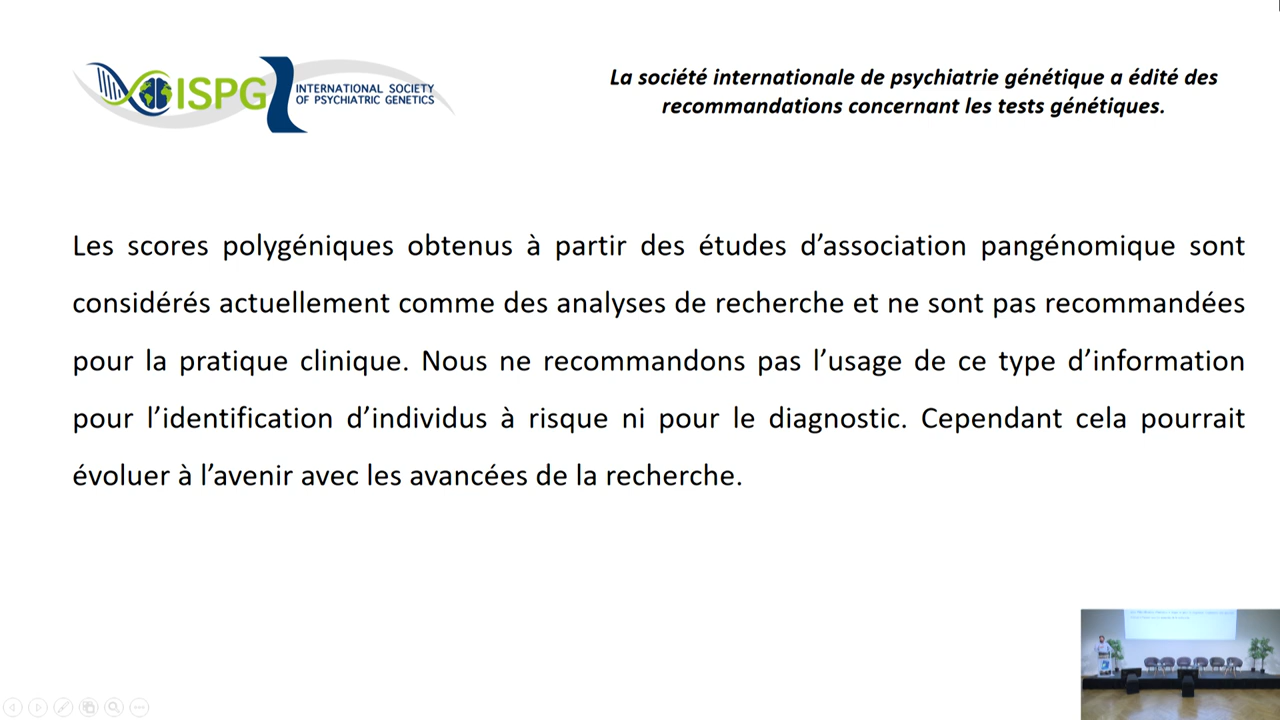 ISPG
INTERNATIONAL SOCIETY
OF PSYCHIATRIC GENETICS
La société internationale de psychiatrie génétique a édité des
recommandations concernant les tests génétiques.
Les scores polygéniques obtenus à partir des études d’association pangénomique sont
considérés actuellement comme des analyses de recherche et ne sont pas recommandées
pour la pratique clinique. Nous ne recommandons pas l’usage de ce type d’information
pour l’identification d’individus à risque ni pour le diagnostic. Cependant cela pourrait
évoluer à l’avenir avec les avancées de la recherche.